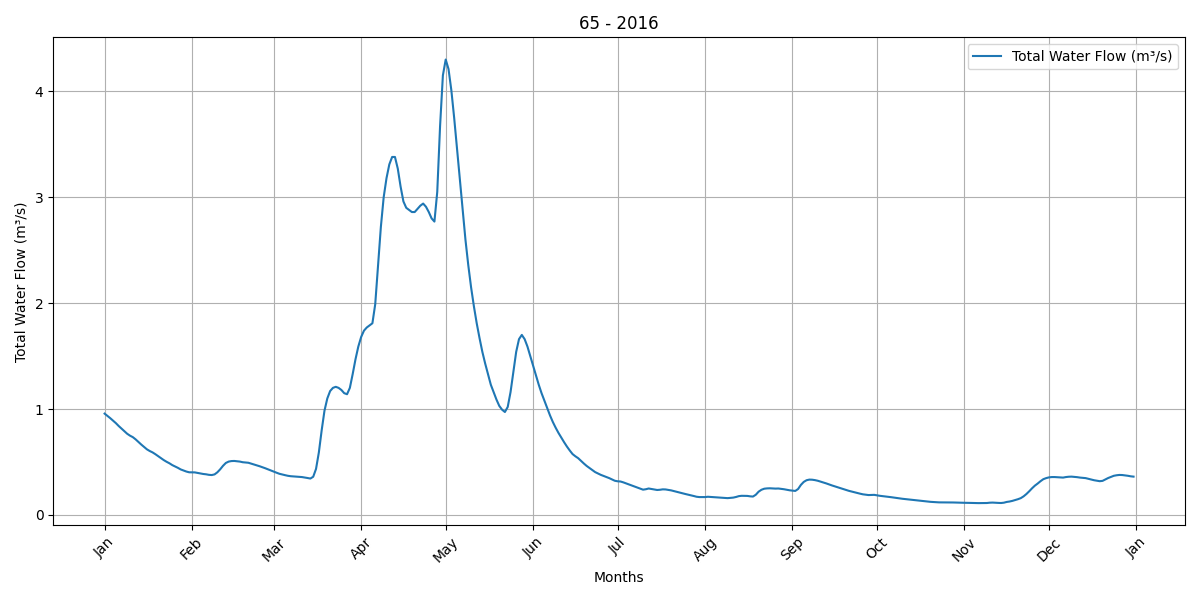 65 - 2016
Total Water Flow (m³/s)
Total Water Flow (m³/s)
4
3
2
1
0
Jan
Feb
Mar
Apr
May
Jun
Jul
Aug
Sep
Oct
Nov
Dec
Jan
Months